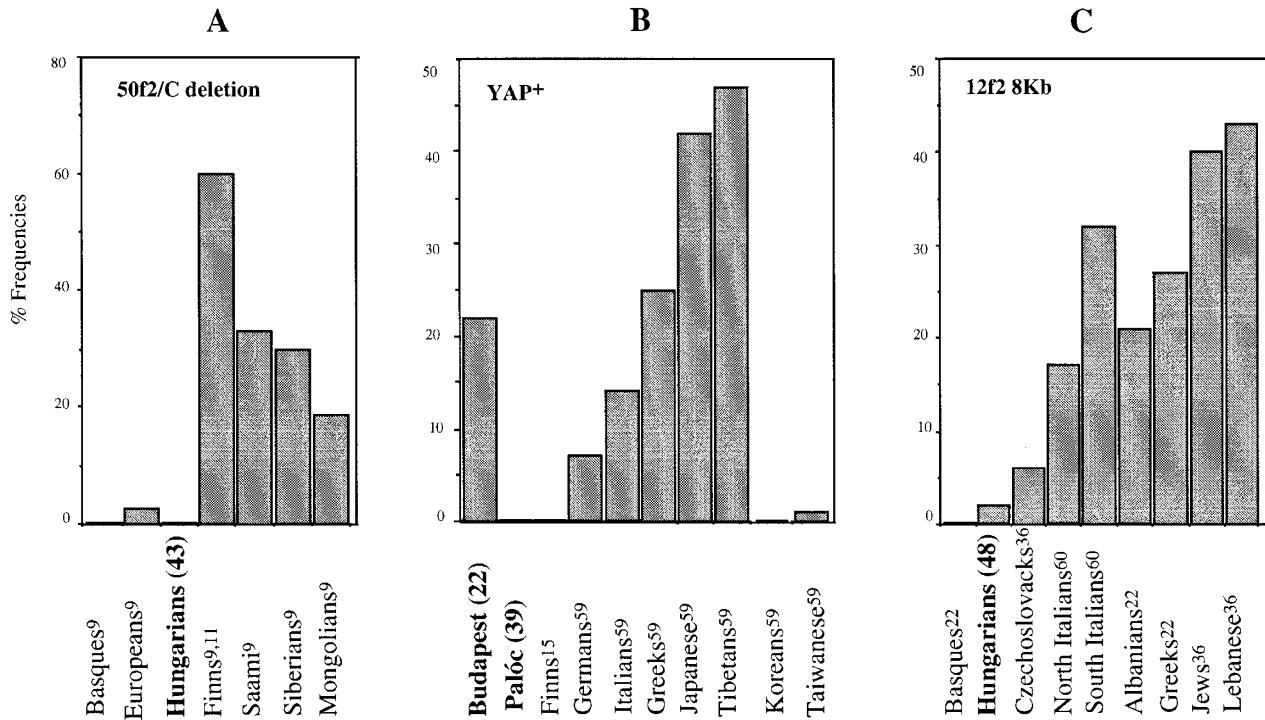 A
B
C
50f2/C deletion
YAP+
12f2 8Kb
% Frequencies
80
60
40
20
0
50
40
30
20
10
0
50
40
30
20
10
0
Basques9
Europeans9
Hungarians (43)
Finns9,11
Saami9
Siberians9
Mongolians9
Budapest (22)
Palóc (39)
Finns15
Germans59
Italians59
Greeks59
Japanese59
Tibetans59
Koreans59
Taiwanese59
Basques22
Hungarians (48)
Czechoslovacks36
North Italians60
South Italians60
Albanians22
Greeks22
Jews36
Lebanese36